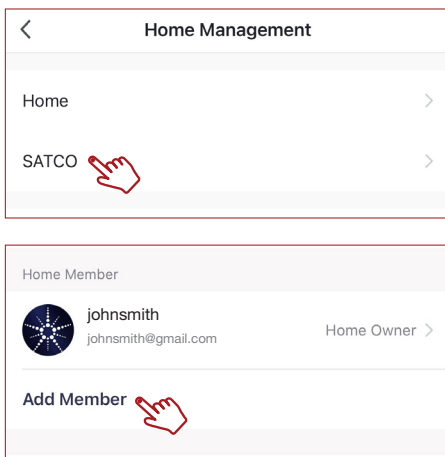 Home Management
Home
SATCO
Home Member
johnsmith
johnsmith@gmail.com
Home Owner
Add Member